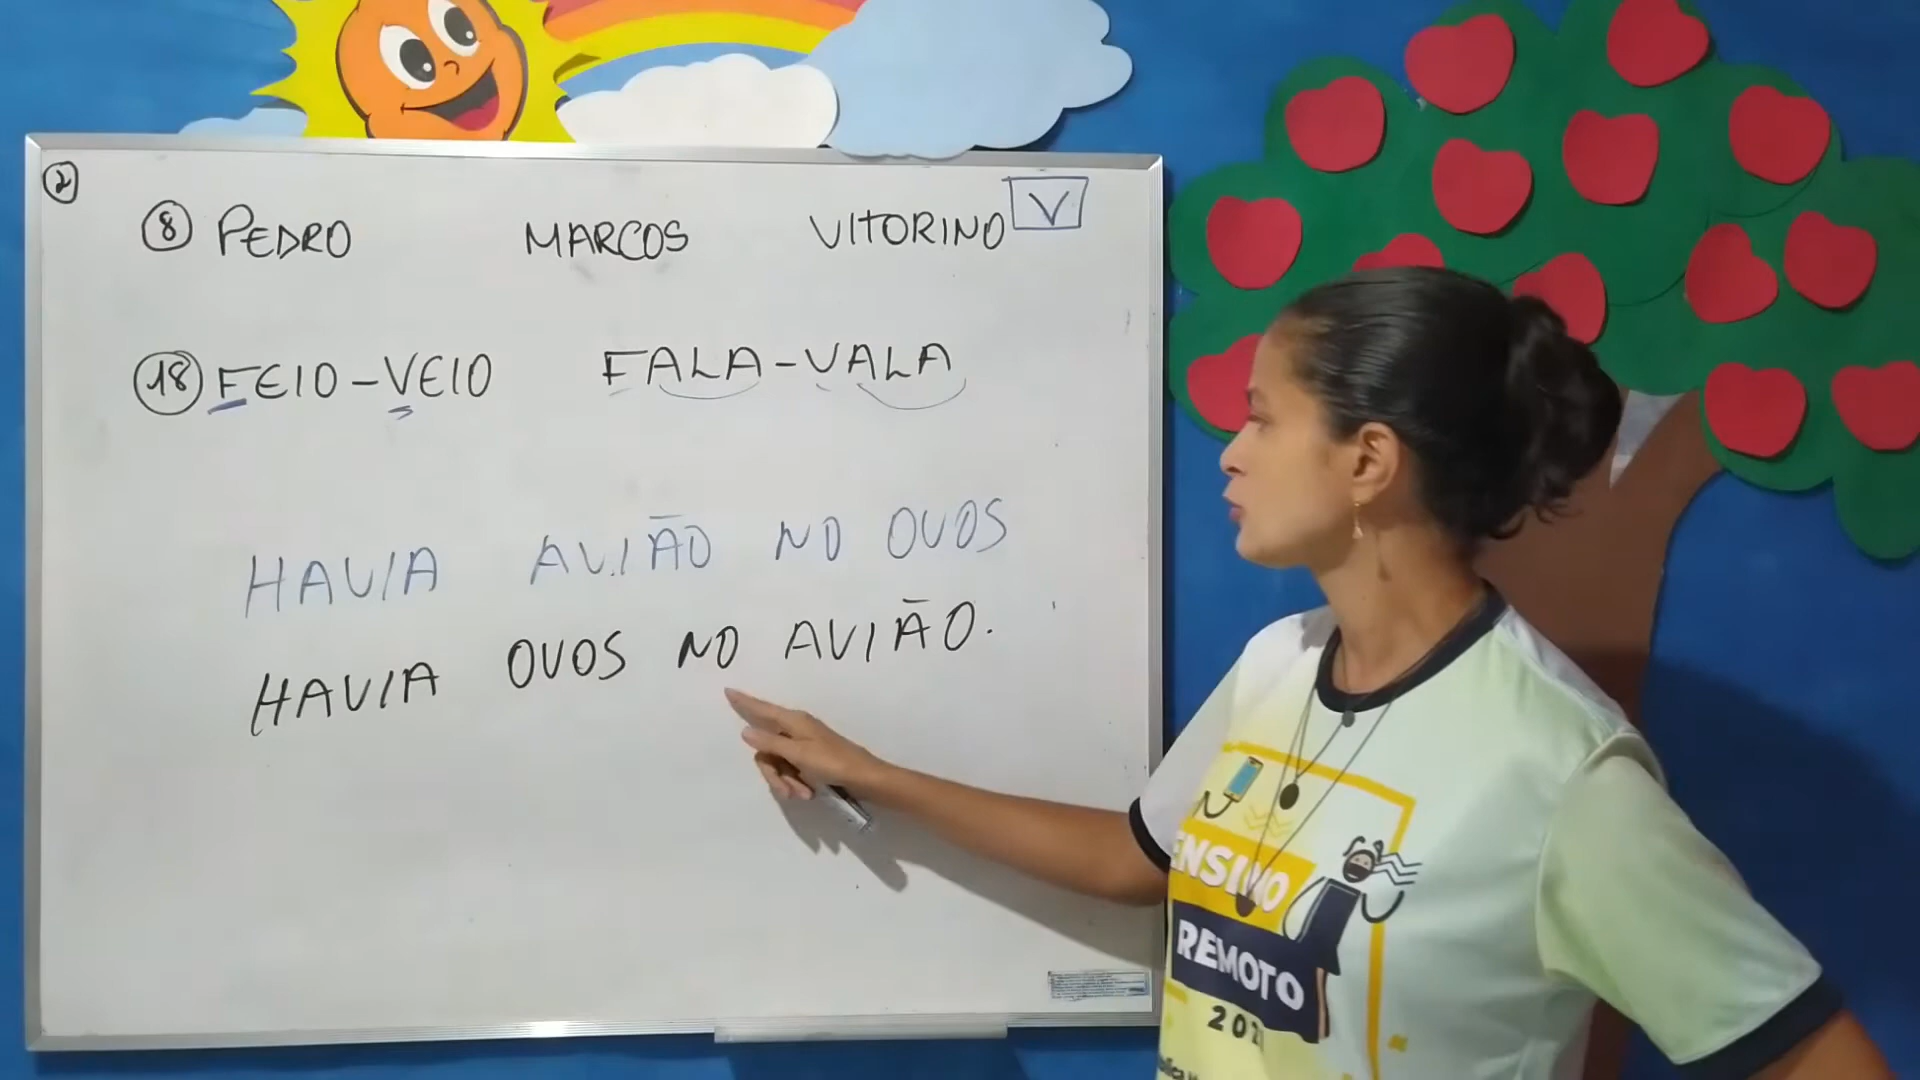 2
8 PEDRO MARCOS VITORINO V
18 FEIO-VEIO FALA-VALA
HAVIA AVIÃO NO OVOS
HAVIA OVOS NO AVIÃO.
ENSINO
REMOTO